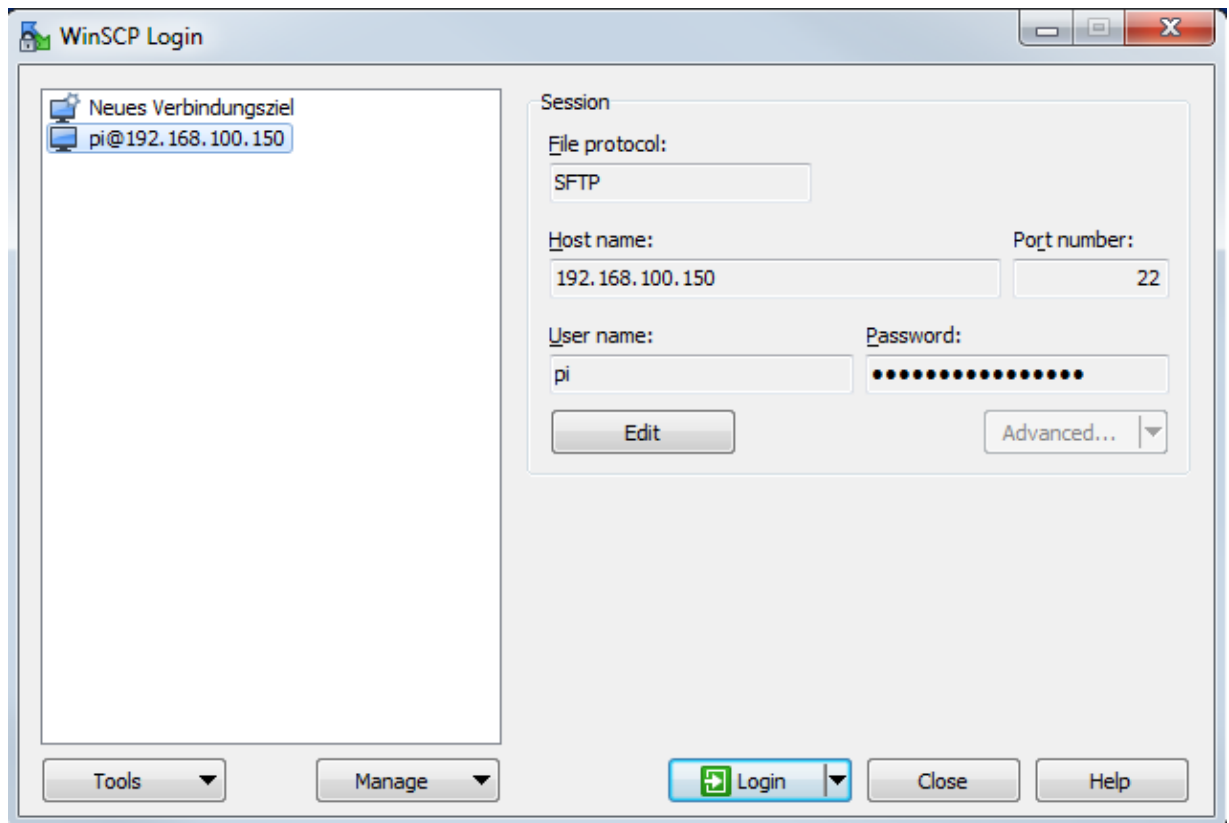 WinSCP Login
Neues Verbindungsziel
pi@192.168.100.150
Session
File protocol:
SFTP
Host name:
Port number:
192.168.100.150
22
User name:
Password:
pi
●●●●●●●●●●●●●●●●
Edit
Advanced...
Tools
Manage
Login
Close
Help